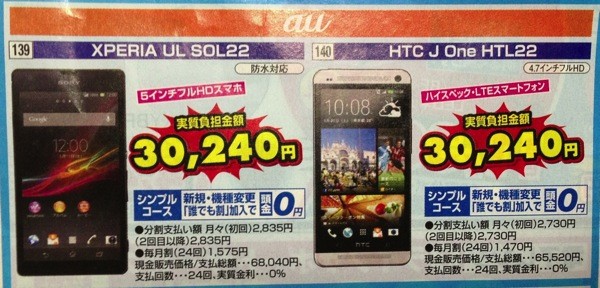 au
139 XPERIA UL SOL22
防水対応
5インチフルHDスマホ
実質負担金額
30,240円
シンプルコース
新規・機種変更「誰でも割」加入で
頭金0円
●分割支払い額 月々(初回)2,835円
(2回目以降)2,835円
●毎月割(24回)1,575円
現金販売価格/支払総額…68,040円、
支払回数…24回、実質金利…0%
140 HTC J One HTL22
4.7インチフルHD
ハイスペック・LTEスマートフォン
実質負担金額
30,240円
シンプルコース
新規・機種変更「誰でも割」加入で
頭金0円
●分割支払い額 月々(初回)2,730円
(2回目以降)2,730円
●毎月割(24回)1,470円
現金販売価格/支払総額…65,520円、
支払回数…24回、実質金利…0%
SONY
Google
12:00
10:08
hTC